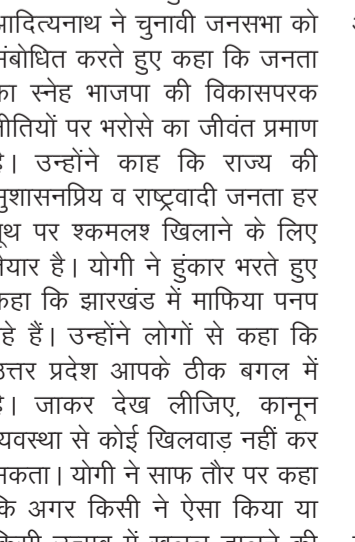 आदित्यनाथ ने चुनावी जनसभा को
संबोधित करते हुए कहा कि जनता
का स्नेह भाजपा की विकासपरक
नीतियों पर भरोसे का जीवंत प्रमाण
है। उन्होंने काह कि राज्य की
सुशासनप्रिय व राष्ट्रवादी जनता हर
बूथ पर श्कमलश खिलाने के लिए
तैयार है। योगी ने हुंकार भरते हुए
कहा कि झारखंड में माफिया पनप
रहे हैं। उन्होंने लोगों से कहा कि
उत्तर प्रदेश आपके ठीक बगल में
है। जाकर देख लीजिए, कानून
व्यवस्था से कोई खिलवाड़ नहीं कर
सकता। योगी ने साफ तौर पर कहा
कि अगर किसी ने ऐसा किया या